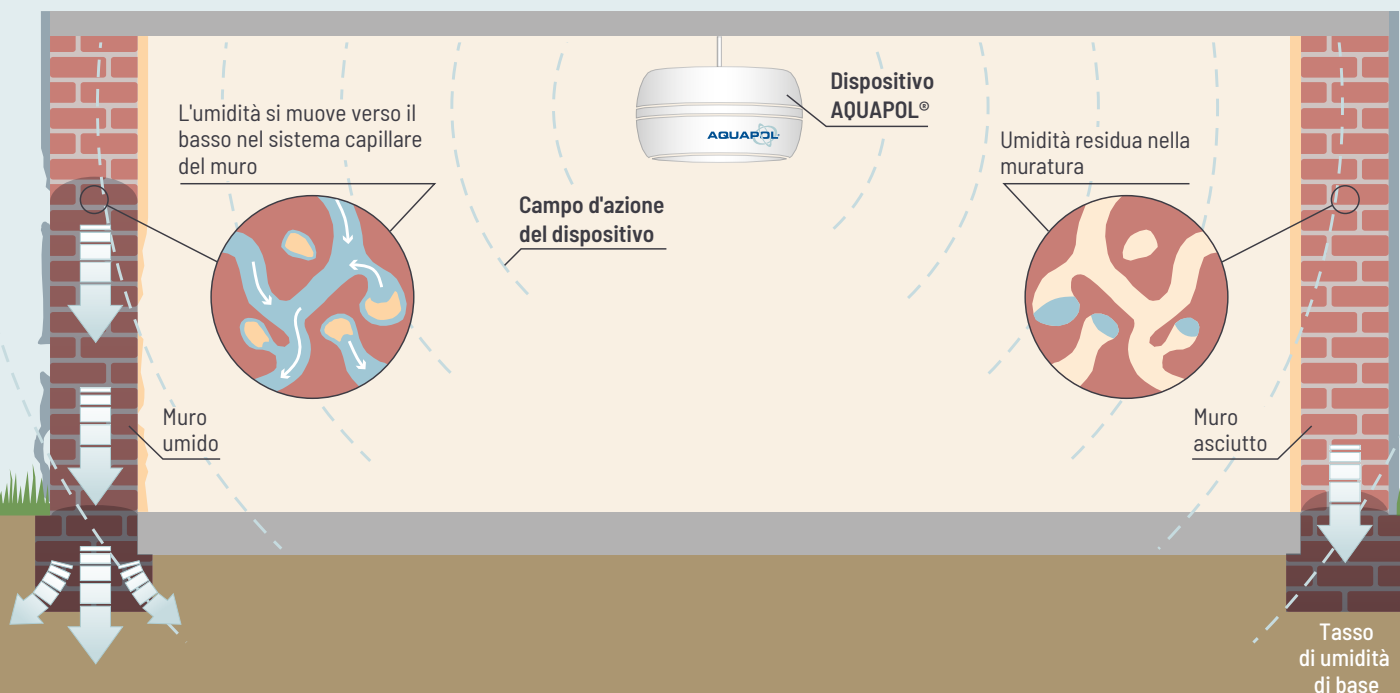 L'umidità si muove verso il
basso nel sistema capillare
del muro
Dispositivo
AQUAPOL®
AQUAPOL
Umidità residua nella
muratura
Campo d'azione
del dispositivo
Muro
umido
Muro
asciutto
Tasso
di umidità
di base